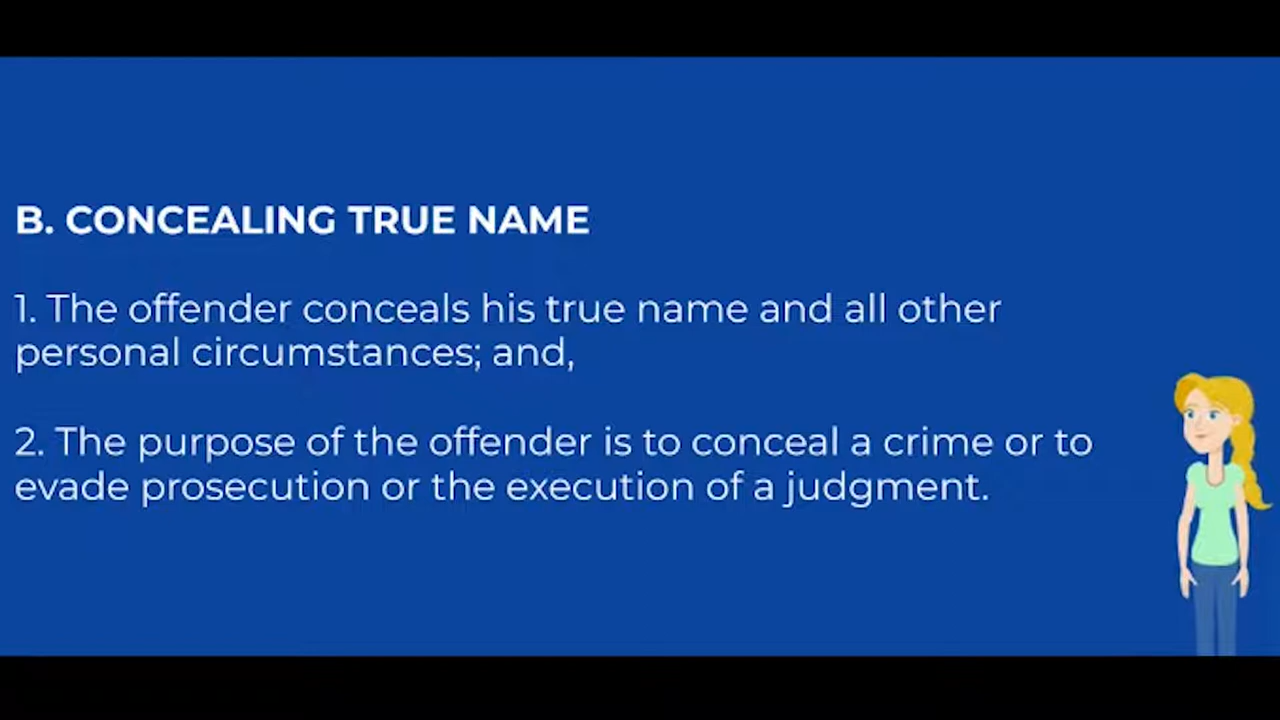 B. CONCEALING TRUE NAME
1. The offender conceals his true name and all other
personal circumstances; and,
2. The purpose of the offender is to conceal a crime or to
evade prosecution or the execution of a judgment.